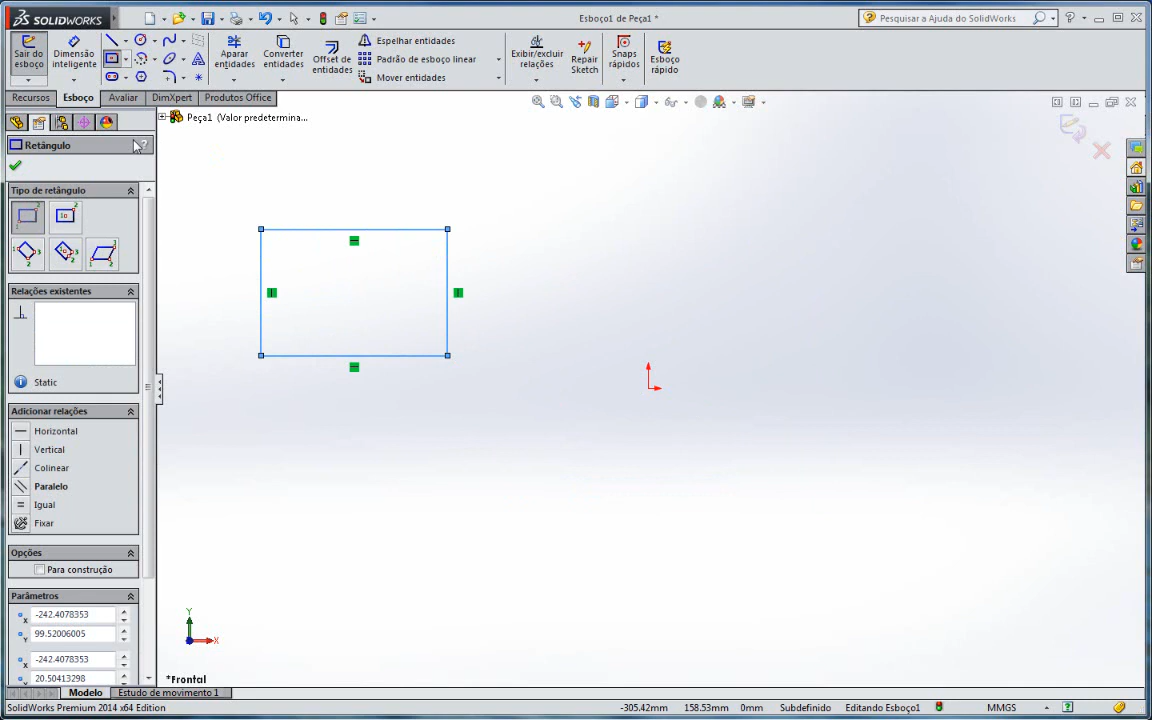 SOLIDWORKS
Esboço1 de Peça1 *
Pesquisar a Ajuda do SolidWorks
Sair do esboço
Dimensão inteligente
Aparar entidades
Converter entidades
Offset de entidades
Espelhar entidades
Padrão de esboço linear
Mover entidades
Exibir/excluir relações
Repair Sketch
Snaps rápidos
Esboço rápido
Recursos
Esboço
Avaliar
DimXpert
Produtos Office
Peça1 (Valor predetermina...
Retângulo
Tipo de retângulo
Relações existentes
Static
Adicionar relações
Horizontal
Vertical
Colinear
Paralelo
Igual
Fixar
Opções
Para construção
Parâmetros
-242.4078353
99.52006005
-242.4078353
20.50413298
Y
X
*Frontal
Modelo
Estudo de movimento 1
SolidWorks Premium 2014 x64 Edition
-305.42mm
158.53mm
0mm
Subdefinido
Editando Esboço1
MMGS